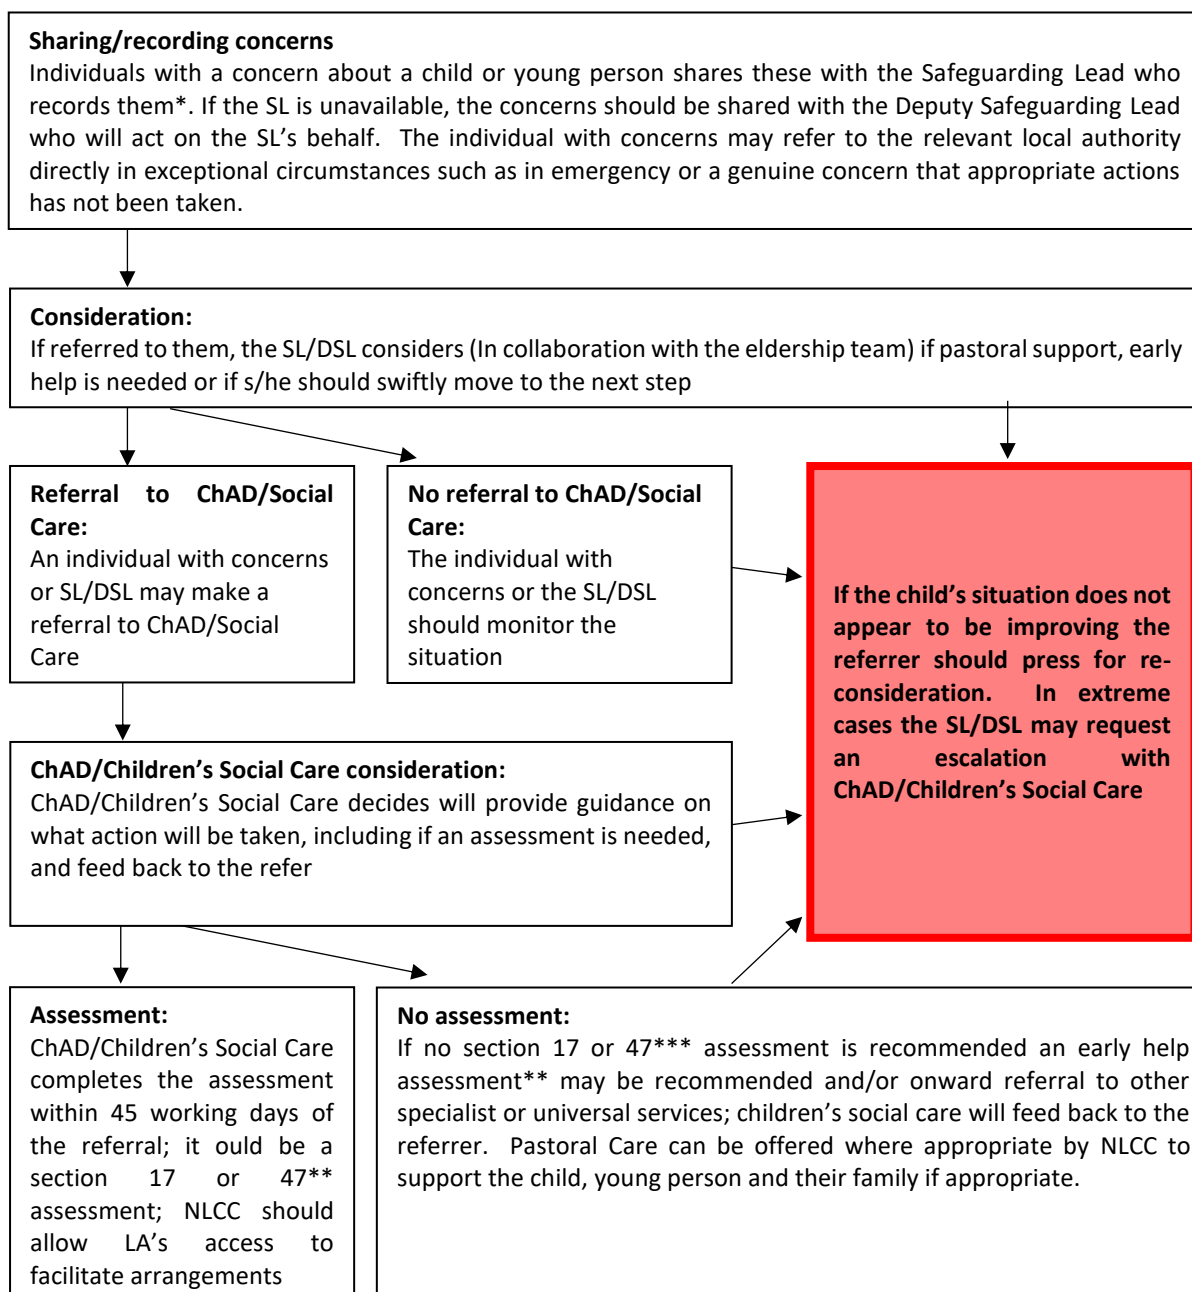 Sharing/recording concerns
Individuals with a concern about a child or young person shares these with the Safeguarding Lead who
records them*. If the SL is unavailable, the concerns should be shared with the Deputy Safeguarding Lead
who will act on the SL’s behalf. The individual with concerns may refer to the relevant local authority
directly in exceptional circumstances such as in emergency or a genuine concern that appropriate actions
has not been taken.
Consideration:
If referred to them, the SL/DSL considers (In collaboration with the eldership team) if pastoral support, early
help is needed or if s/he should swiftly move to the next step
Referral to ChAD/Social
Care:
An individual with concerns
or SL/DSL may make a
referral to ChAD/Social
Care
No referral to ChAD/Social
Care:
The individual with
concerns or the SL/DSL
should monitor the
situation
If the child’s situation does not
appear to be improving the
referrer should press for re-
consideration. In extreme
cases the SL/DSL may request
an escalation with
ChAD/Children’s Social Care
ChAD/Children’s Social Care consideration:
ChAD/Children’s Social Care decides will provide guidance on
what action will be taken, including if an assessment is needed,
and feed back to the refer
Assessment:
ChAD/Children’s Social Care
completes the assessment
within 45 working days of
the referral; it ould be a
section 17 or 47**
assessment; NLCC should
allow LA’s access to
facilitate arrangements
No assessment:
If no section 17 or 47*** assessment is recommended an early help
assessment** may be recommended and/or onward referral to other
specialist or universal services; children’s social care will feed back to the
referrer. Pastoral Care can be offered where appropriate by NLCC to
support the child, young person and their family if appropriate.